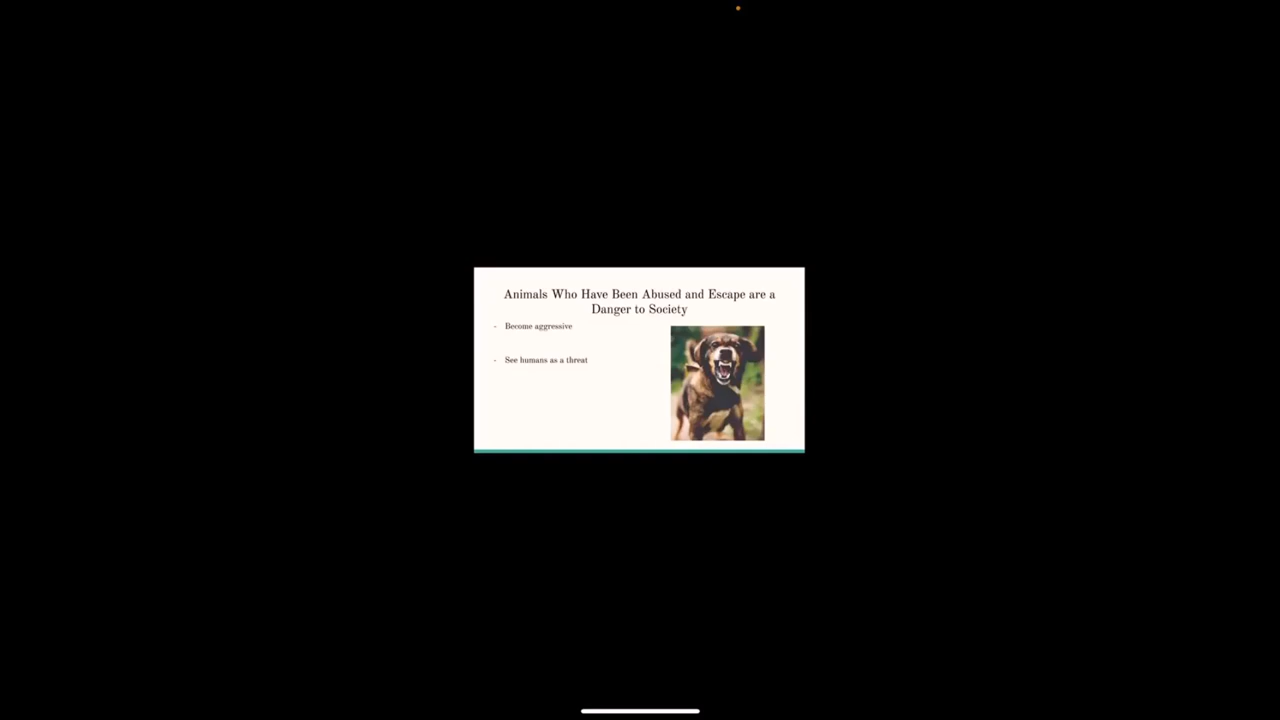 Animals Who Have Been Abused and Escape are a
Danger to Society
- Become aggressive
- See humans as a threat